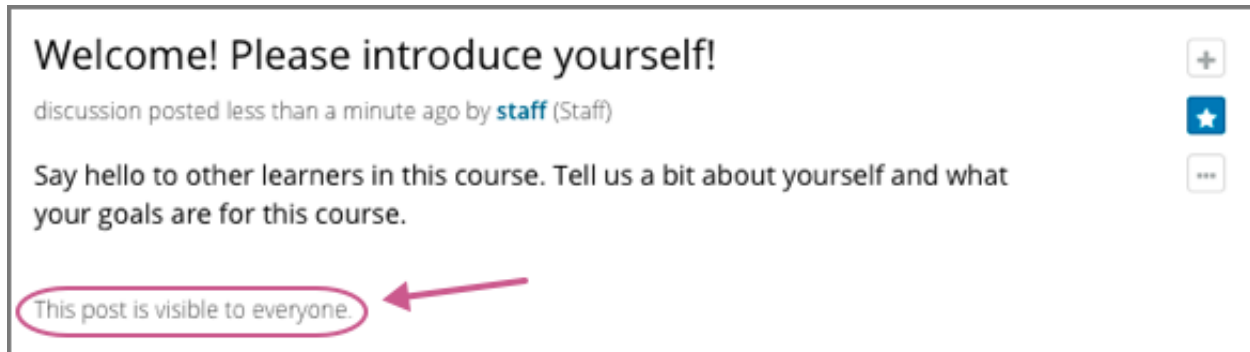 Welcome! Please introduce yourself!
discussion posted less than a minute ago by staff (Staff)
Say hello to other learners in this course. Tell us a bit about yourself and what
your goals are for this course.
This post is visible to everyone.